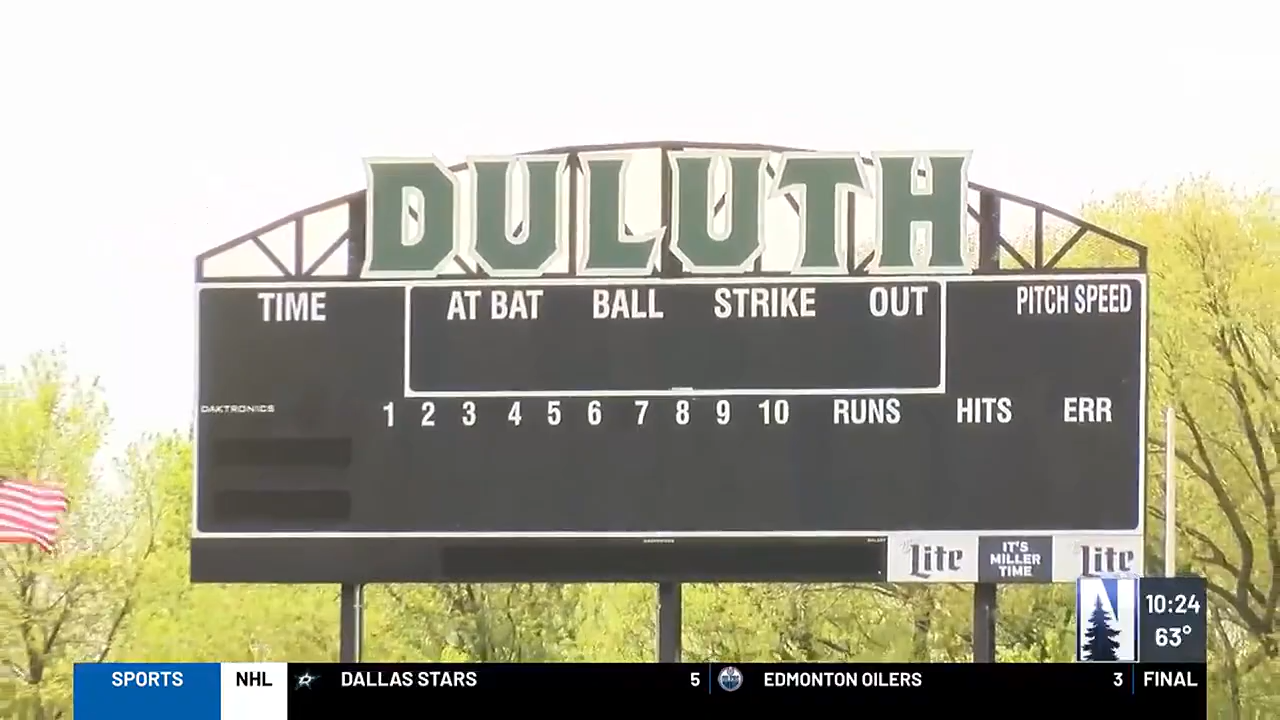 DULUTH
TIME AT BAT BALL STRIKE OUT PITCH SPEED
DAKTRONICS
1 2 3 4 5 6 7 8 9 10 RUNS HITS ERR
Lite IT'S MILLER TIME Lite
N 10:24
63°
SPORTS NHL DALLAS STARS 5 EDMONTON OILERS 3 FINAL